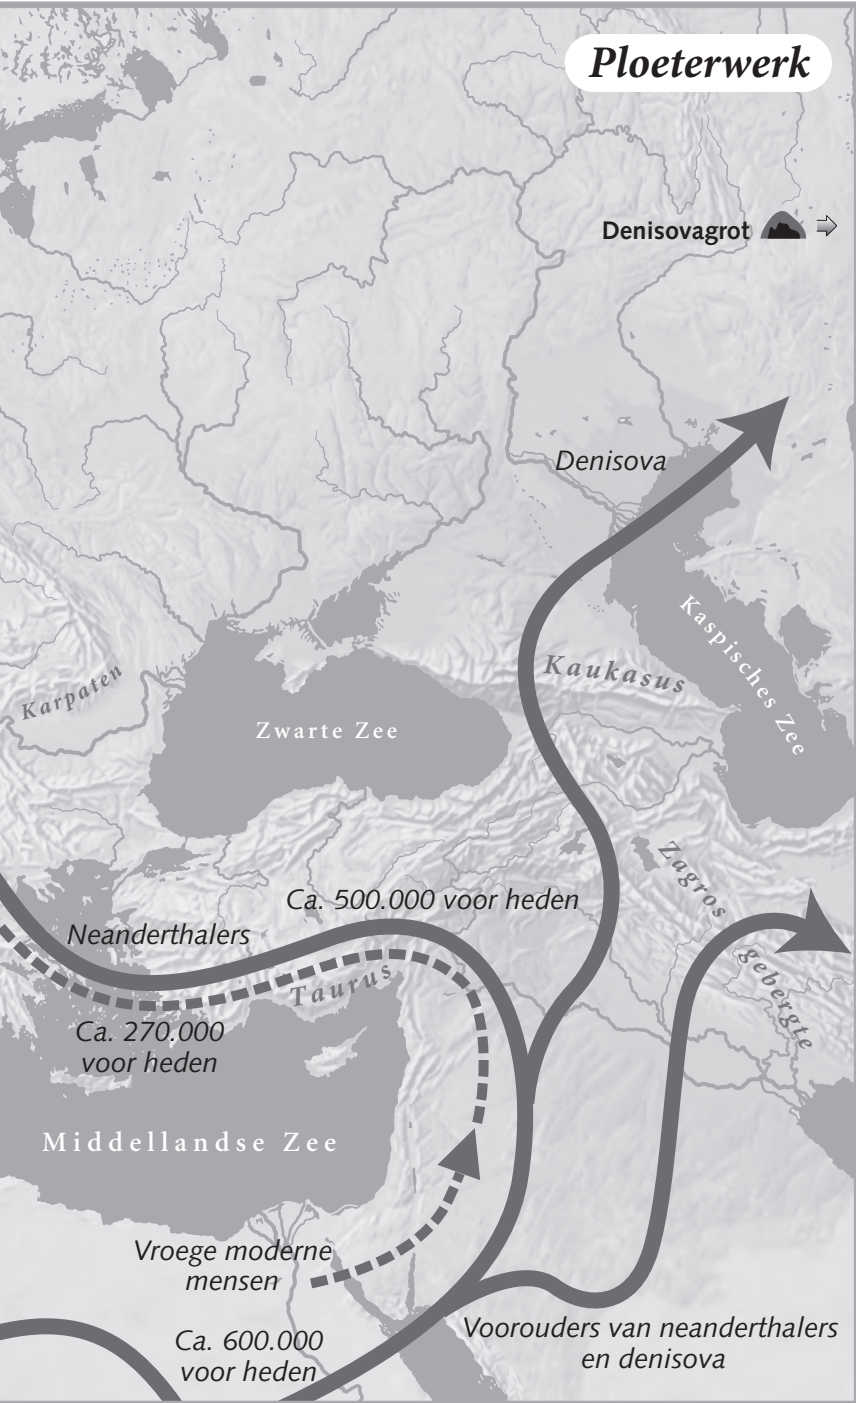 Ploeterwerk
Denisovagrot
Denisova
Kaspisches Zee
Kaukasus
Karpaten
Zwarte Zee
Zagros
gebergte
Ca. 500.000 voor heden
Neanderthalers
Taurus
Ca. 270.000
voor heden
Middellandse Zee
Vroege moderne
mensen
Ca. 600.000
voor heden
Voorouders van neanderthalers
en denisova